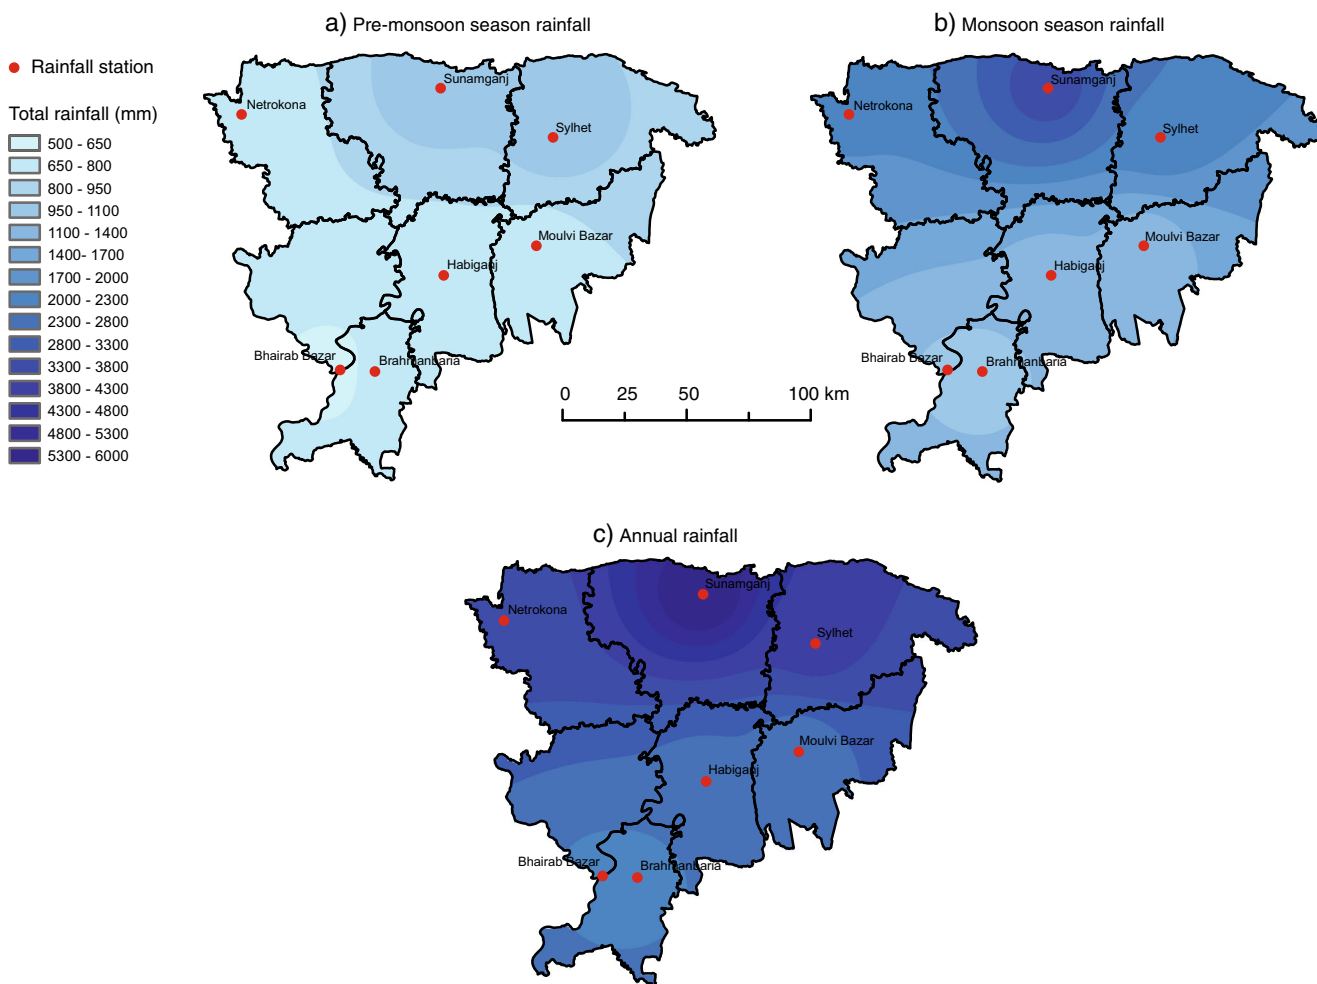 a) Pre-monsoon season rainfall
b) Monsoon season rainfall
Rainfall station
Total rainfall (mm)
500 - 650
650 - 800
800 - 950
950 - 1100
1100 - 1400
1400- 1700
1700 - 2000
2000 - 2300
2300 - 2800
2800 - 3300
3300 - 3800
3800 - 4300
4300 - 4800
4800 - 5300
5300 - 6000
Sunamganj
Netrokona
Sylhet
Moulvi Bazar
Habiganj
Bhairab Bazar
Brahmanbaria
Sunamganj
Netrokona
Sylhet
Moulvi Bazar
Habiganj
Bhairab Bazar
Brahmanbaria
0 25 50 100 km
c) Annual rainfall
Sunamganj
Netrokona
Sylhet
Moulvi Bazar
Habiganj
Bhairab Bazar
Brahmanbaria